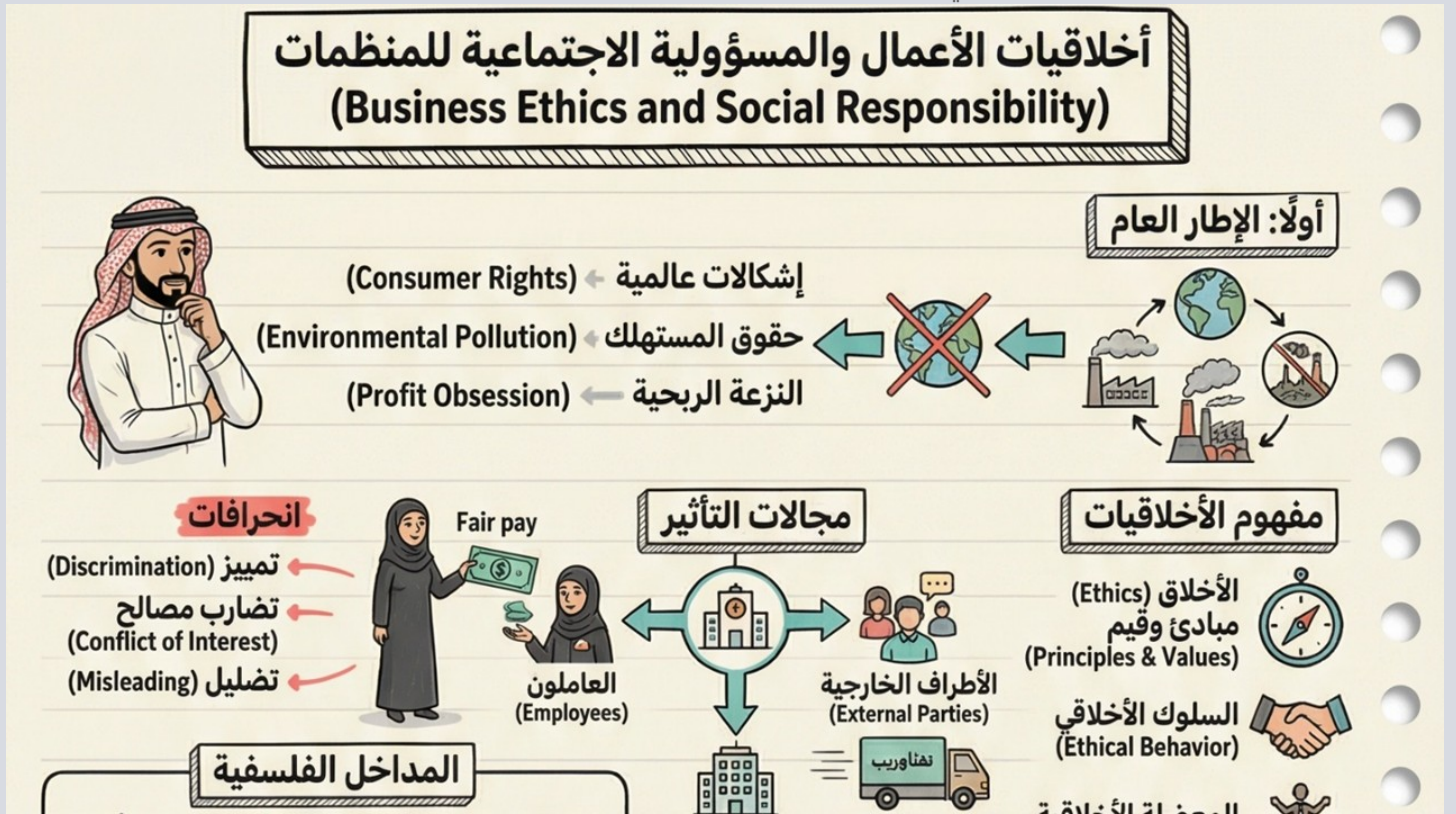 أخلاقيات الأعمال والمسؤولية الاجتماعية للمنظمات
(Business Ethics and Social Responsibility)
أولًا: الإطار العام
إشكالات عالمية (Consumer Rights)
حقوق المستهلك (Environmental Pollution)
النزعة الربحية (Profit Obsession)
مفهوم الأخلاقيات
الأخلاق (Ethics)
مبادئ وقيم
(Principles & Values)
السلوك الأخلاقي
(Ethical Behavior)
مجالات التأثير
الأطراف الخارجية
(External Parties)
Fair pay
العاملون
(Employees)
انحرافات
تمييز (Discrimination)
تضارب مصالح
(Conflict of Interest)
تضليل (Misleading)
المداخل الفلسفية